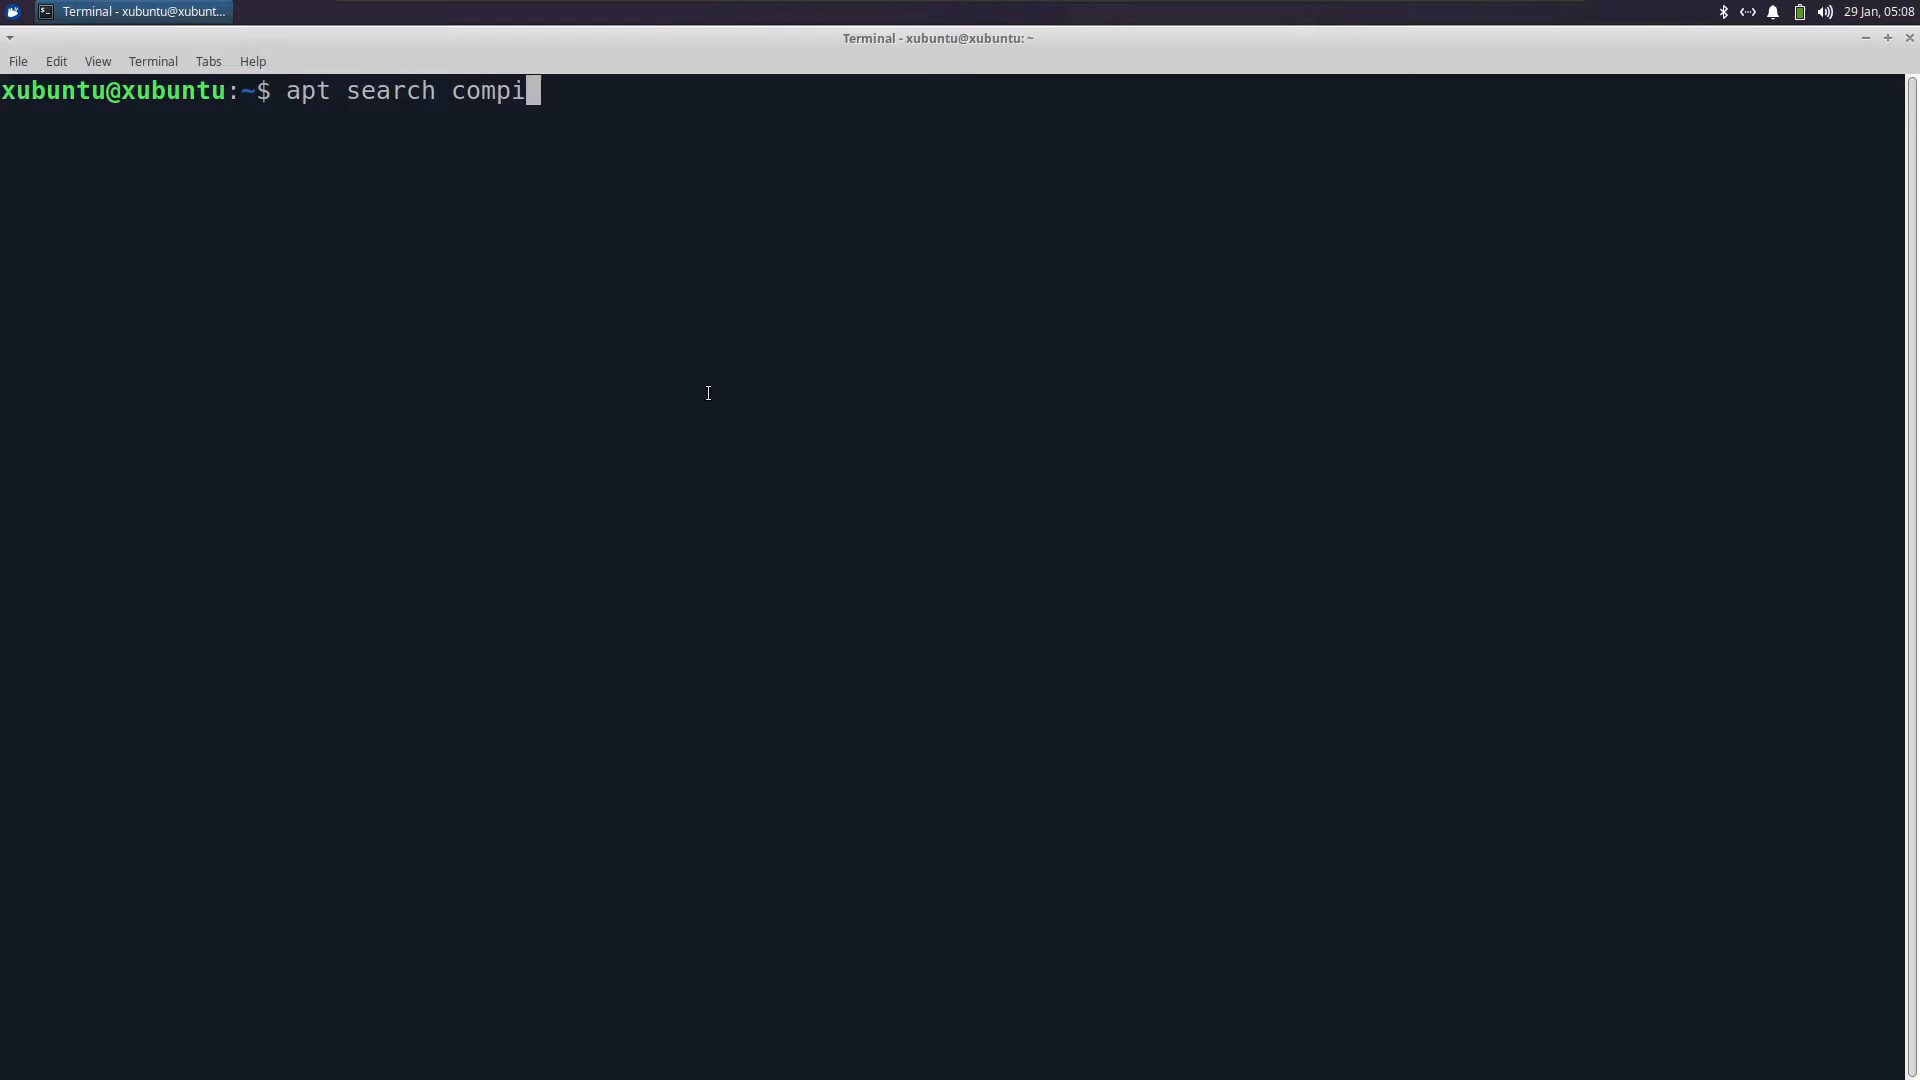 Terminal - xubuntu@xubunt...
29 Jan, 05:08
Terminal - xubuntu@xubuntu: ~
File Edit View Terminal Tabs Help
xubuntu@xubuntu:~$ apt search compi